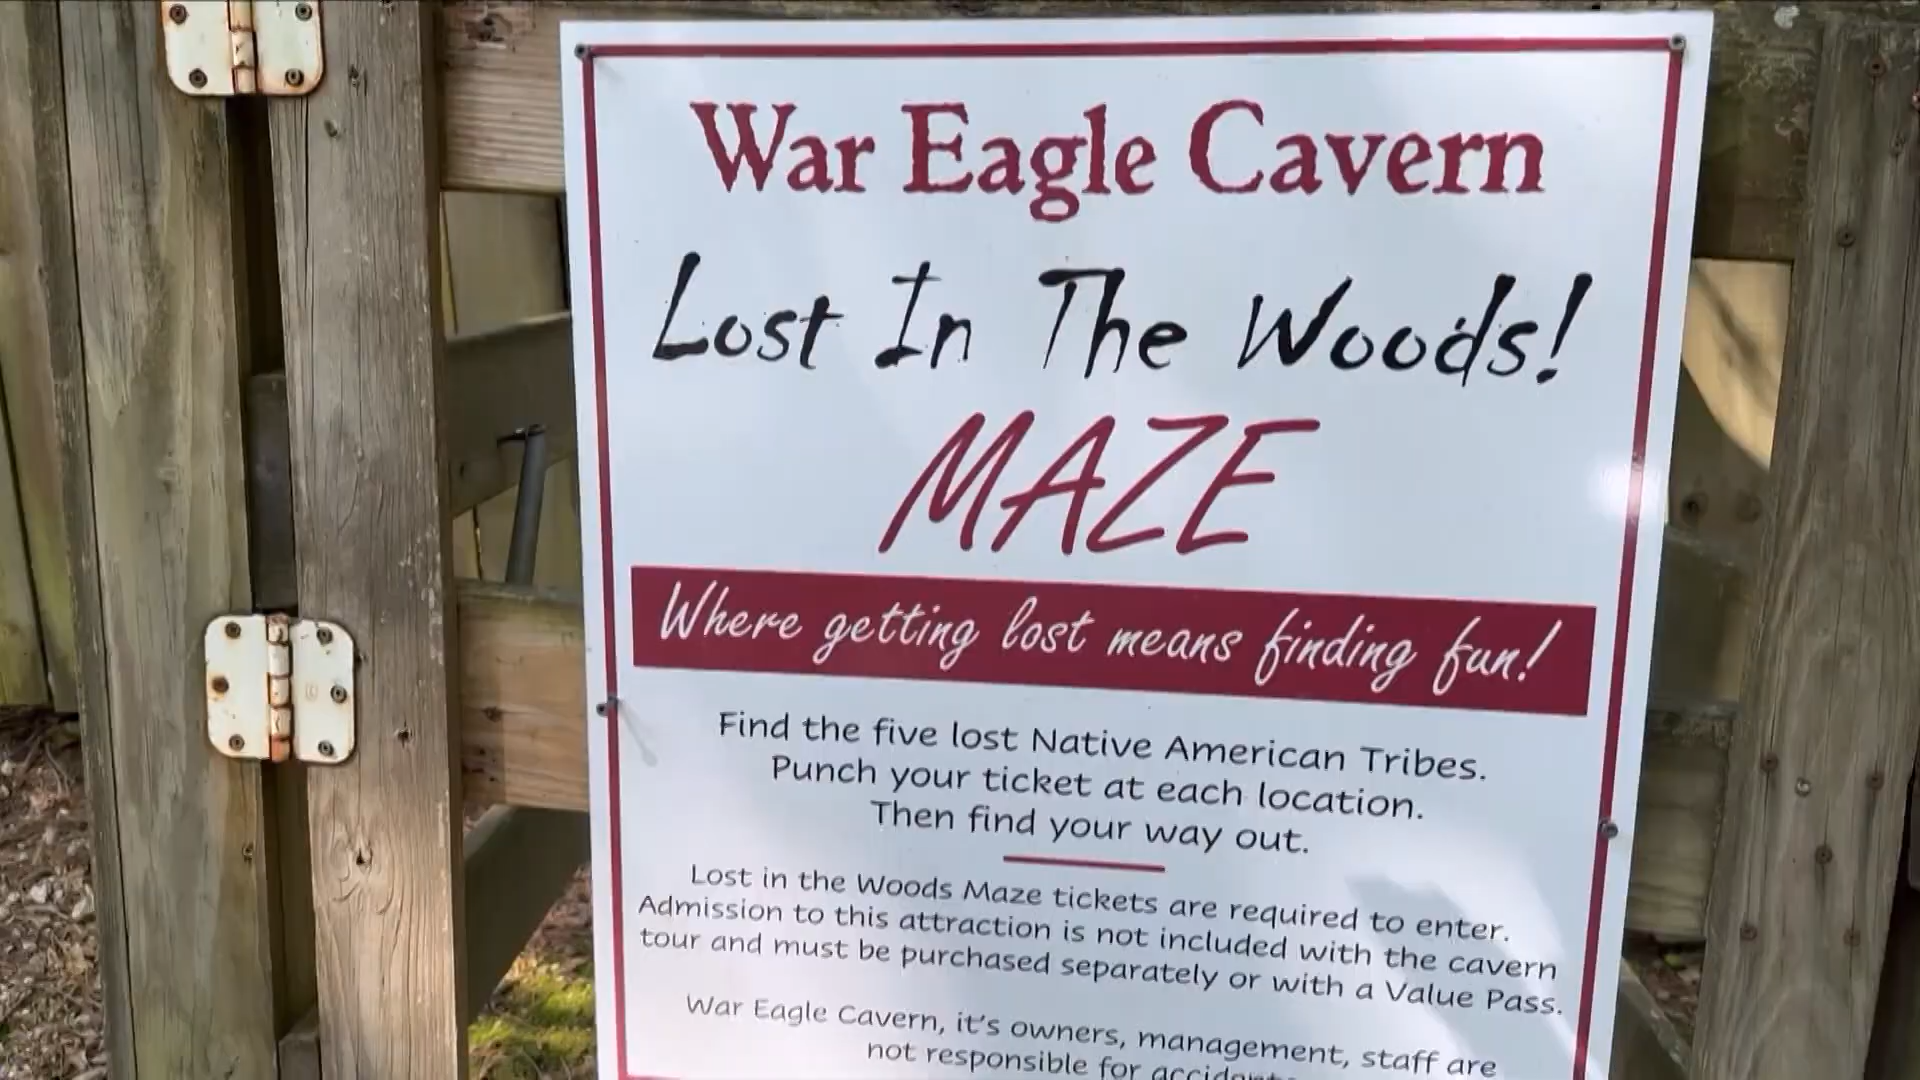 War Eagle Cavern
Lost In The Woods!
MAZE
Where getting lost means finding fun!
Find the five lost Native American Tribes.
Punch your ticket at each location.
Then find your way out.
Lost in the Woods Maze tickets are required to enter.
Admission to this attraction is not included with the cavern
tour and must be purchased separately or with a Value Pass.
War Eagle Cavern, it's owners, management, staff are
not responsible for